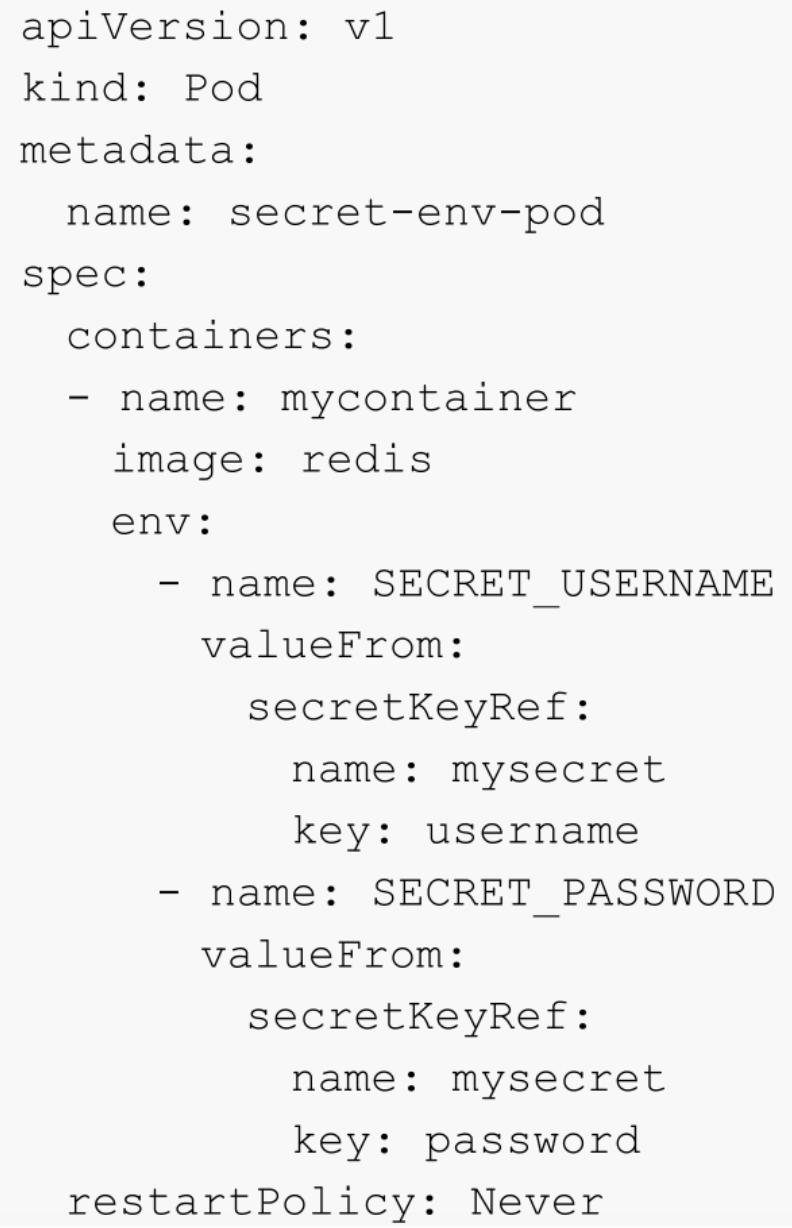 apiVersion: v1
kind: Pod
metadata:
  name: secret-env-pod
spec:
  containers:
  - name: mycontainer
    image: redis
    env:
      - name: SECRET_USERNAME
        valueFrom:
          secretKeyRef:
            name: mysecret
            key: username
      - name: SECRET_PASSWORD
        valueFrom:
          secretKeyRef:
            name: mysecret
            key: password
  restartPolicy: Never